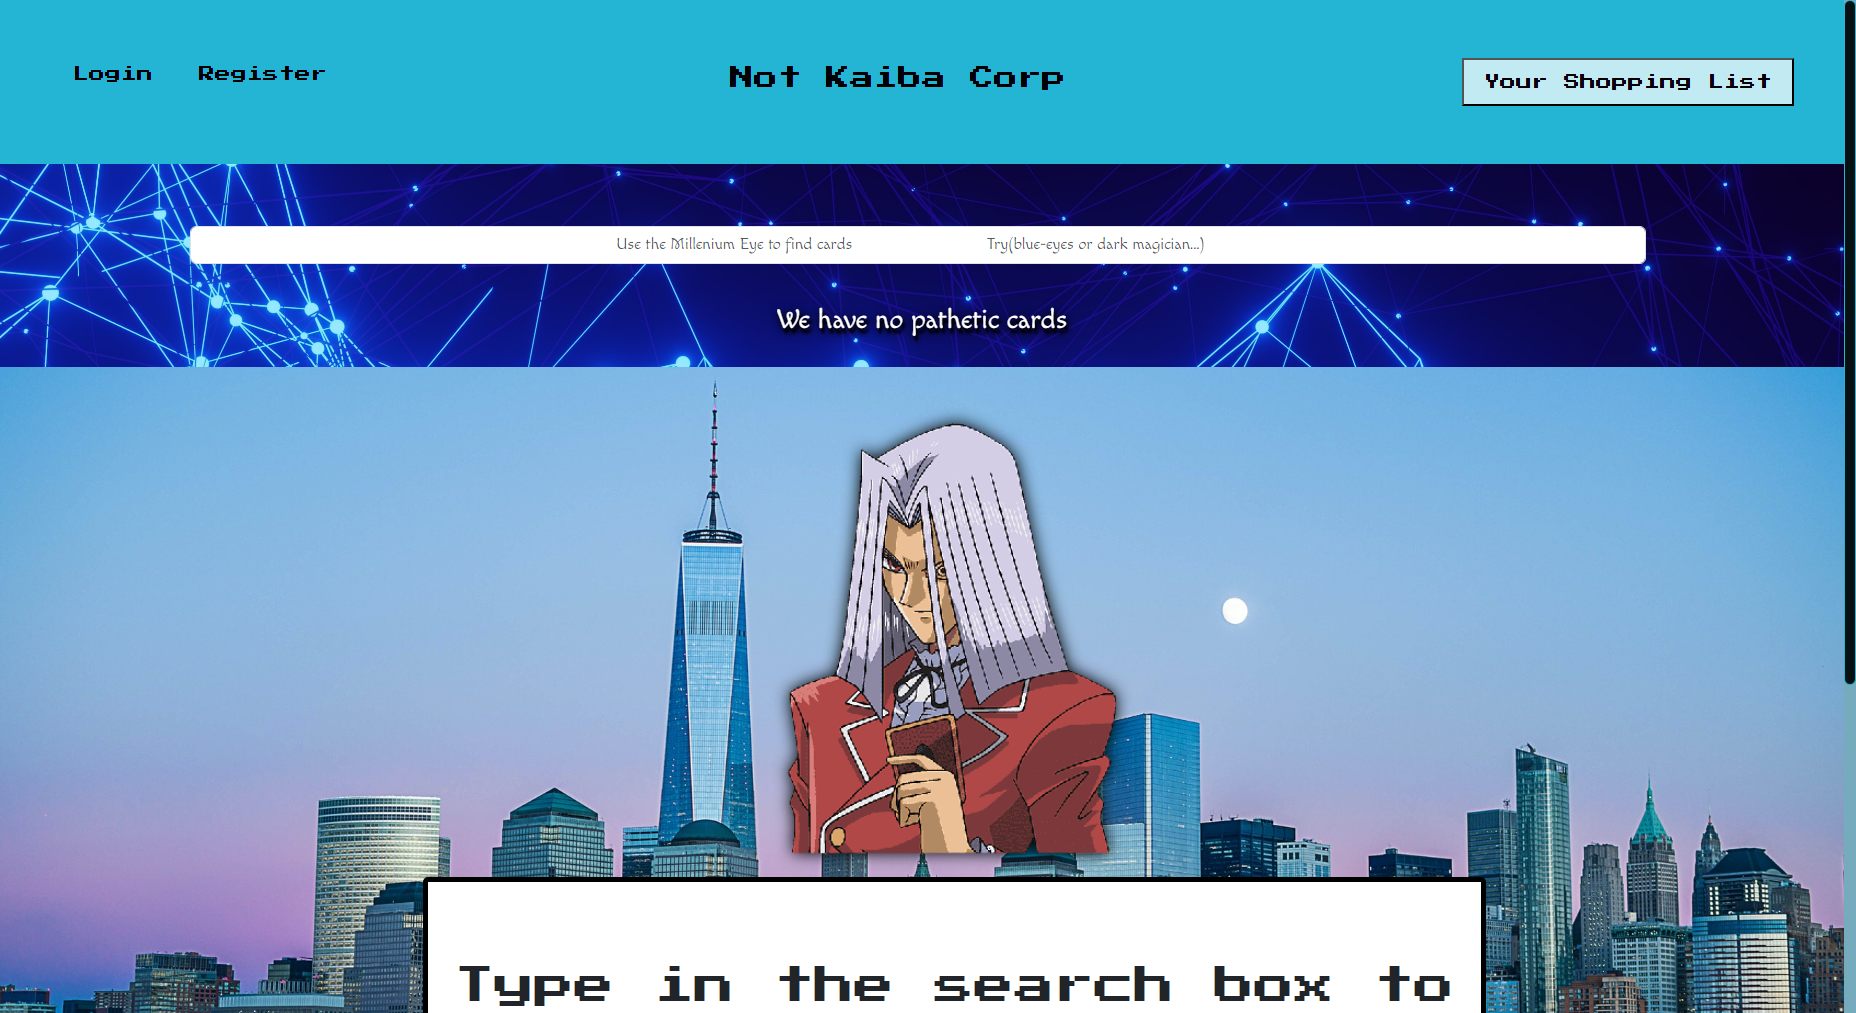 Login Register Not Kaiba Corp Your Shopping List
Use the Millenium Eye to find cards Try(blue-eyes or dark magician...)
We have no pathetic cards
Type in the search box to